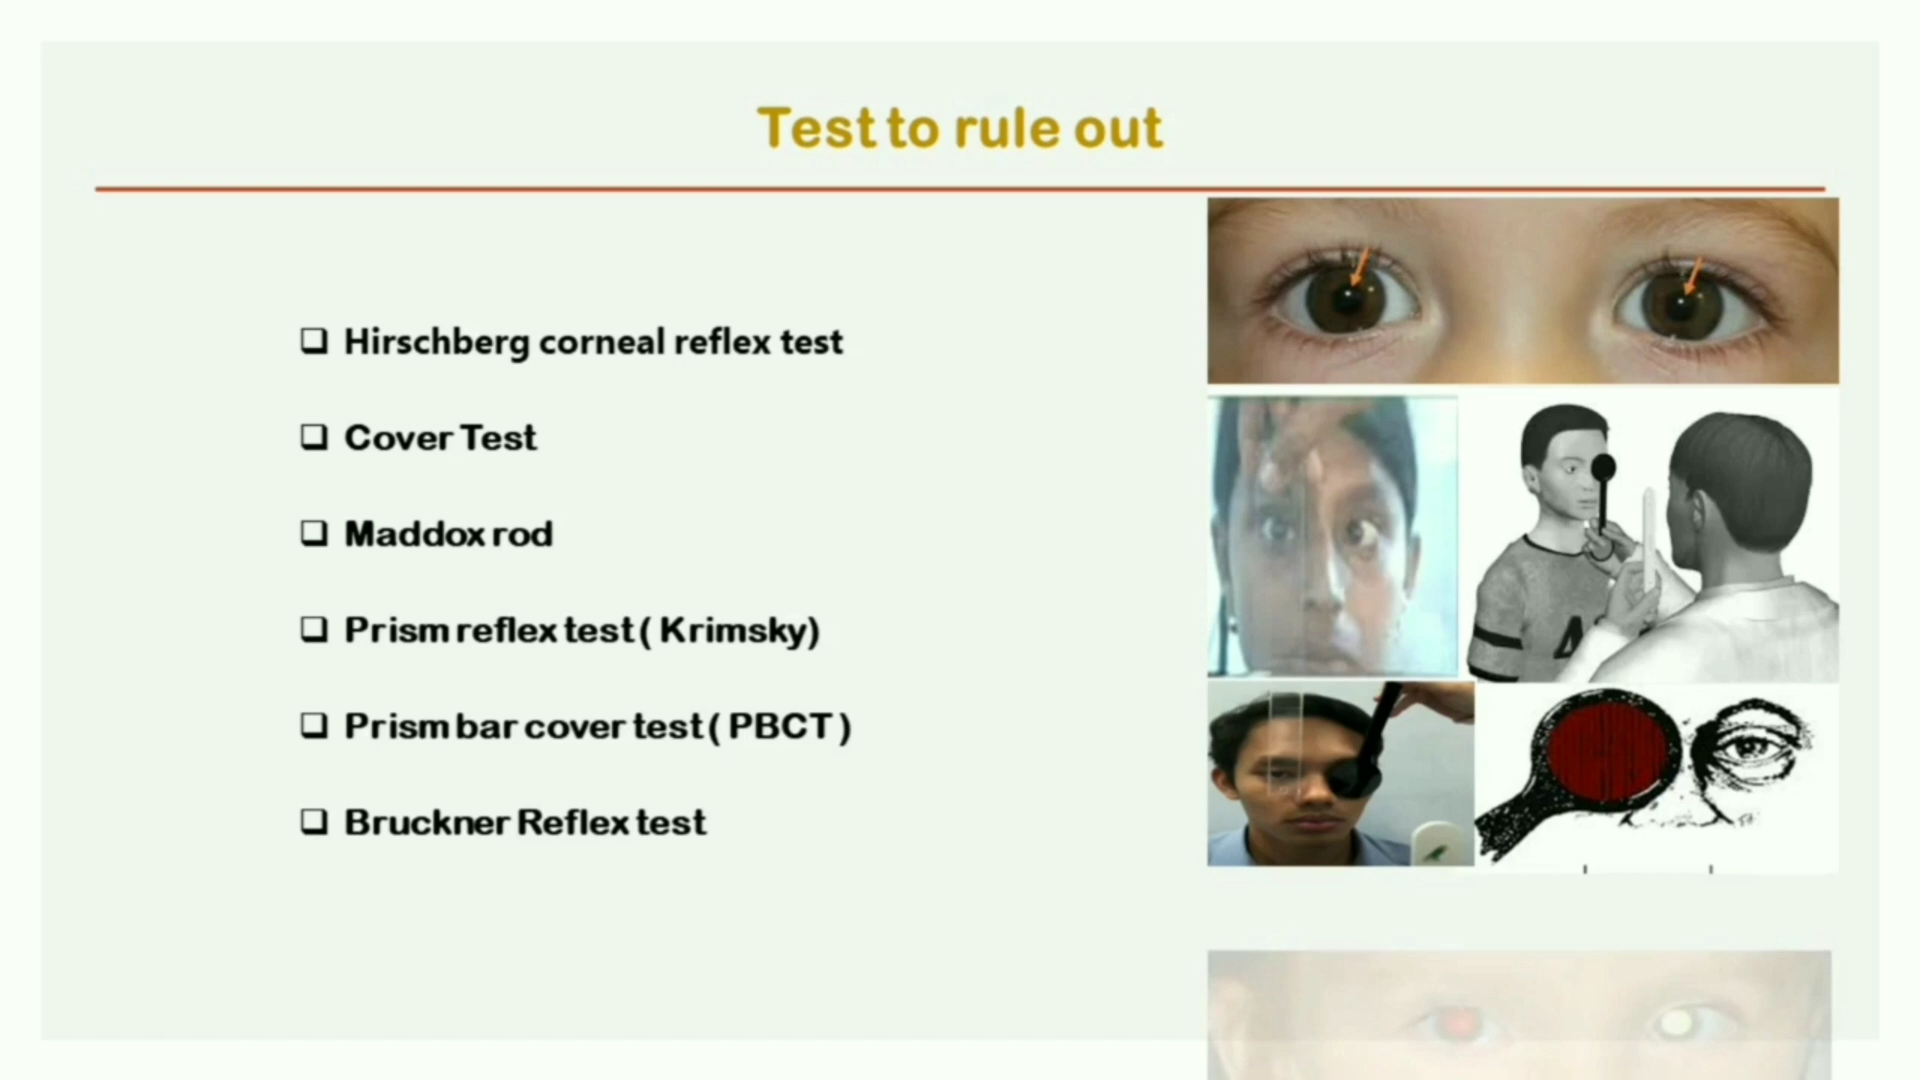 Test to rule out
Hirschberg corneal reflex test
Cover Test
Maddox rod
Prism reflex test ( Krimsky)
Prism bar cover test ( PBCT )
Bruckner Reflex test